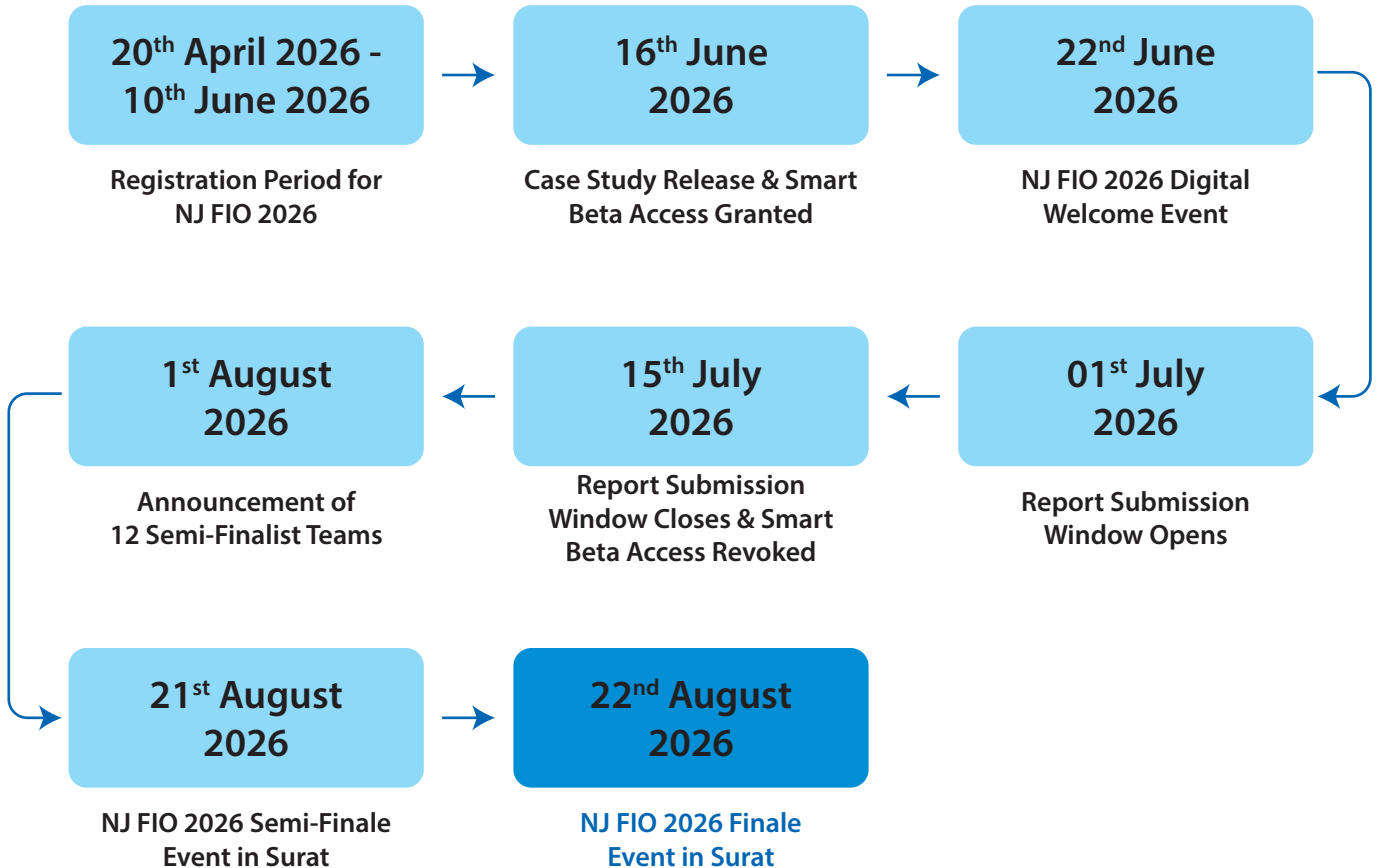 20th April 2026 -
10th June 2026
Registration Period for
NJ FIO 2026
16th June
2026
Case Study Release & Smart
Beta Access Granted
22nd June
2026
NJ FIO 2026 Digital
Welcome Event
01st July
2026
Report Submission
Window Opens
15th July
2026
Report Submission
Window Closes & Smart
Beta Access Revoked
1st August
2026
Announcement of
12 Semi-Finalist Teams
21st August
2026
NJ FIO 2026 Semi-Finale
Event in Surat
22nd August
2026
NJ FIO 2026 Finale
Event in Surat